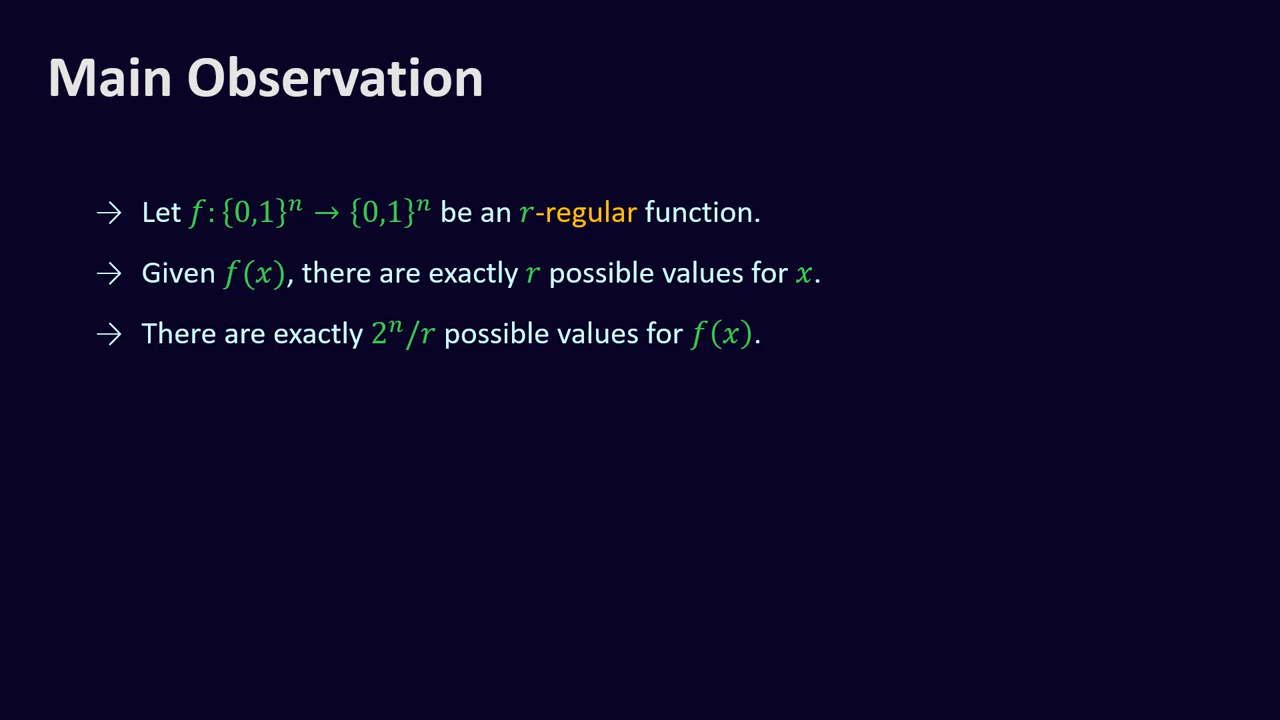 Main Observation
→ Let f: {0,1}ⁿ → {0,1}ⁿ be an r-regular function.
→ Given f(x), there are exactly r possible values for x.
→ There are exactly 2ⁿ/r possible values for f(x).